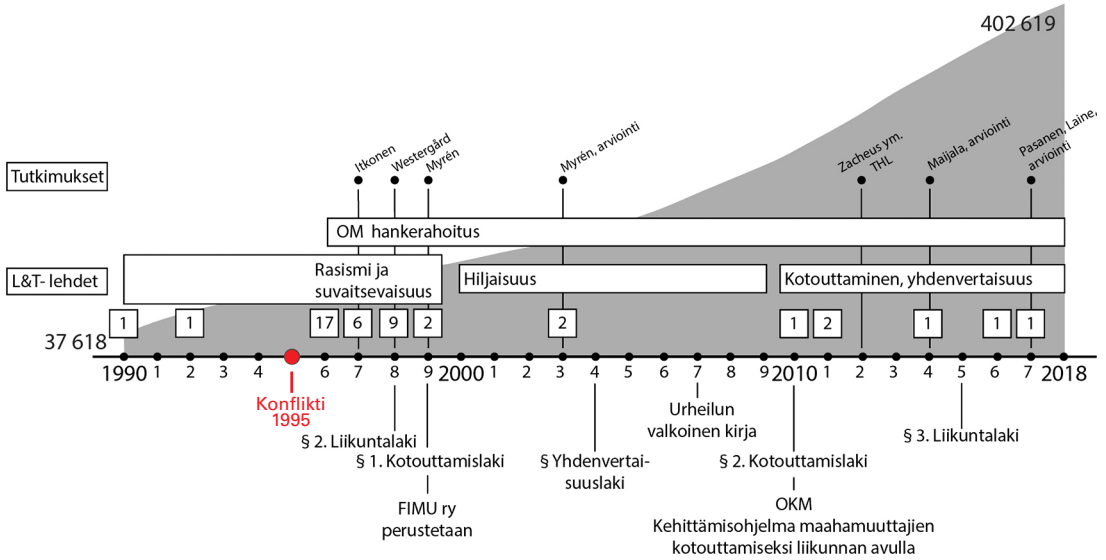 402 619
Tutkimukset
Itkonen
Westergård
Myrén
Myrén, arviointi
Zacheus ym.
THL
Maijala, arviointi
Pasanen, Laine,
arviointi
OM hankerahoitus
L&T- lehdet
Rasismi ja
suvaitsevaisuus
Hiljaisuus
Kotouttaminen, yhdenvertaisuus
1 1 17 6 9 2 2 1 2 1 1 1
37 618
1990 1 2 3 4 6 7 8 9 2000 1 2 3 4 5 6 7 8 9 2010 1 2 3 4 5 6 7 2018
Konflikti
1995
§ 2. Liikuntalaki
§ 1. Kotouttamislaki
FIMU ry
perustetaan
§ Yhdenvertai-
suuslaki
Urheilun
valkoinen kirja
§ 2. Kotouttamislaki
OKM
Kehittämisohjelma maahamuuttajien
kotouttamiseksi liikunnan avulla
§ 3. Liikuntalaki